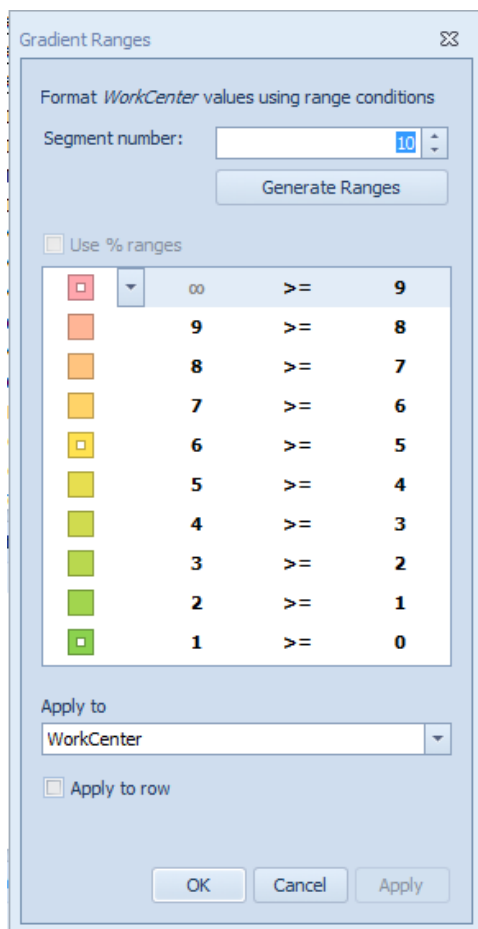 Gradient Ranges
Format WorkCenter values using range conditions
Segment number: 10
Generate Ranges
Use % ranges
∞ >= 9
9 >= 8
8 >= 7
7 >= 6
6 >= 5
5 >= 4
4 >= 3
3 >= 2
2 >= 1
1 >= 0
Apply to
WorkCenter
Apply to row
OK Cancel Apply